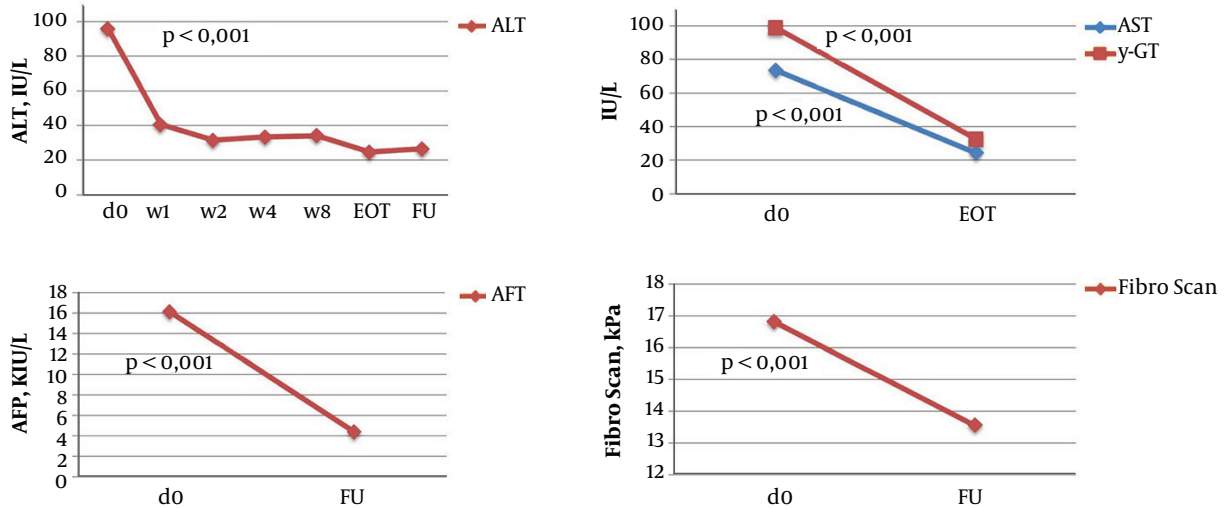 ALT, IU/L
100
80
60
40
20
0
p < 0,001
ALT
d0 w1 w2 w4 w8 EOT FU
IU/L
100
80
60
40
20
0
p < 0,001
p < 0,001
AST
y-GT
d0 EOT
AFP, KIU/L
18
16
14
12
10
8
6
4
2
0
p < 0,001
AFT
d0 FU
Fibro Scan, kPa
18
17
16
15
14
13
12
p < 0,001
Fibro Scan
d0 FU